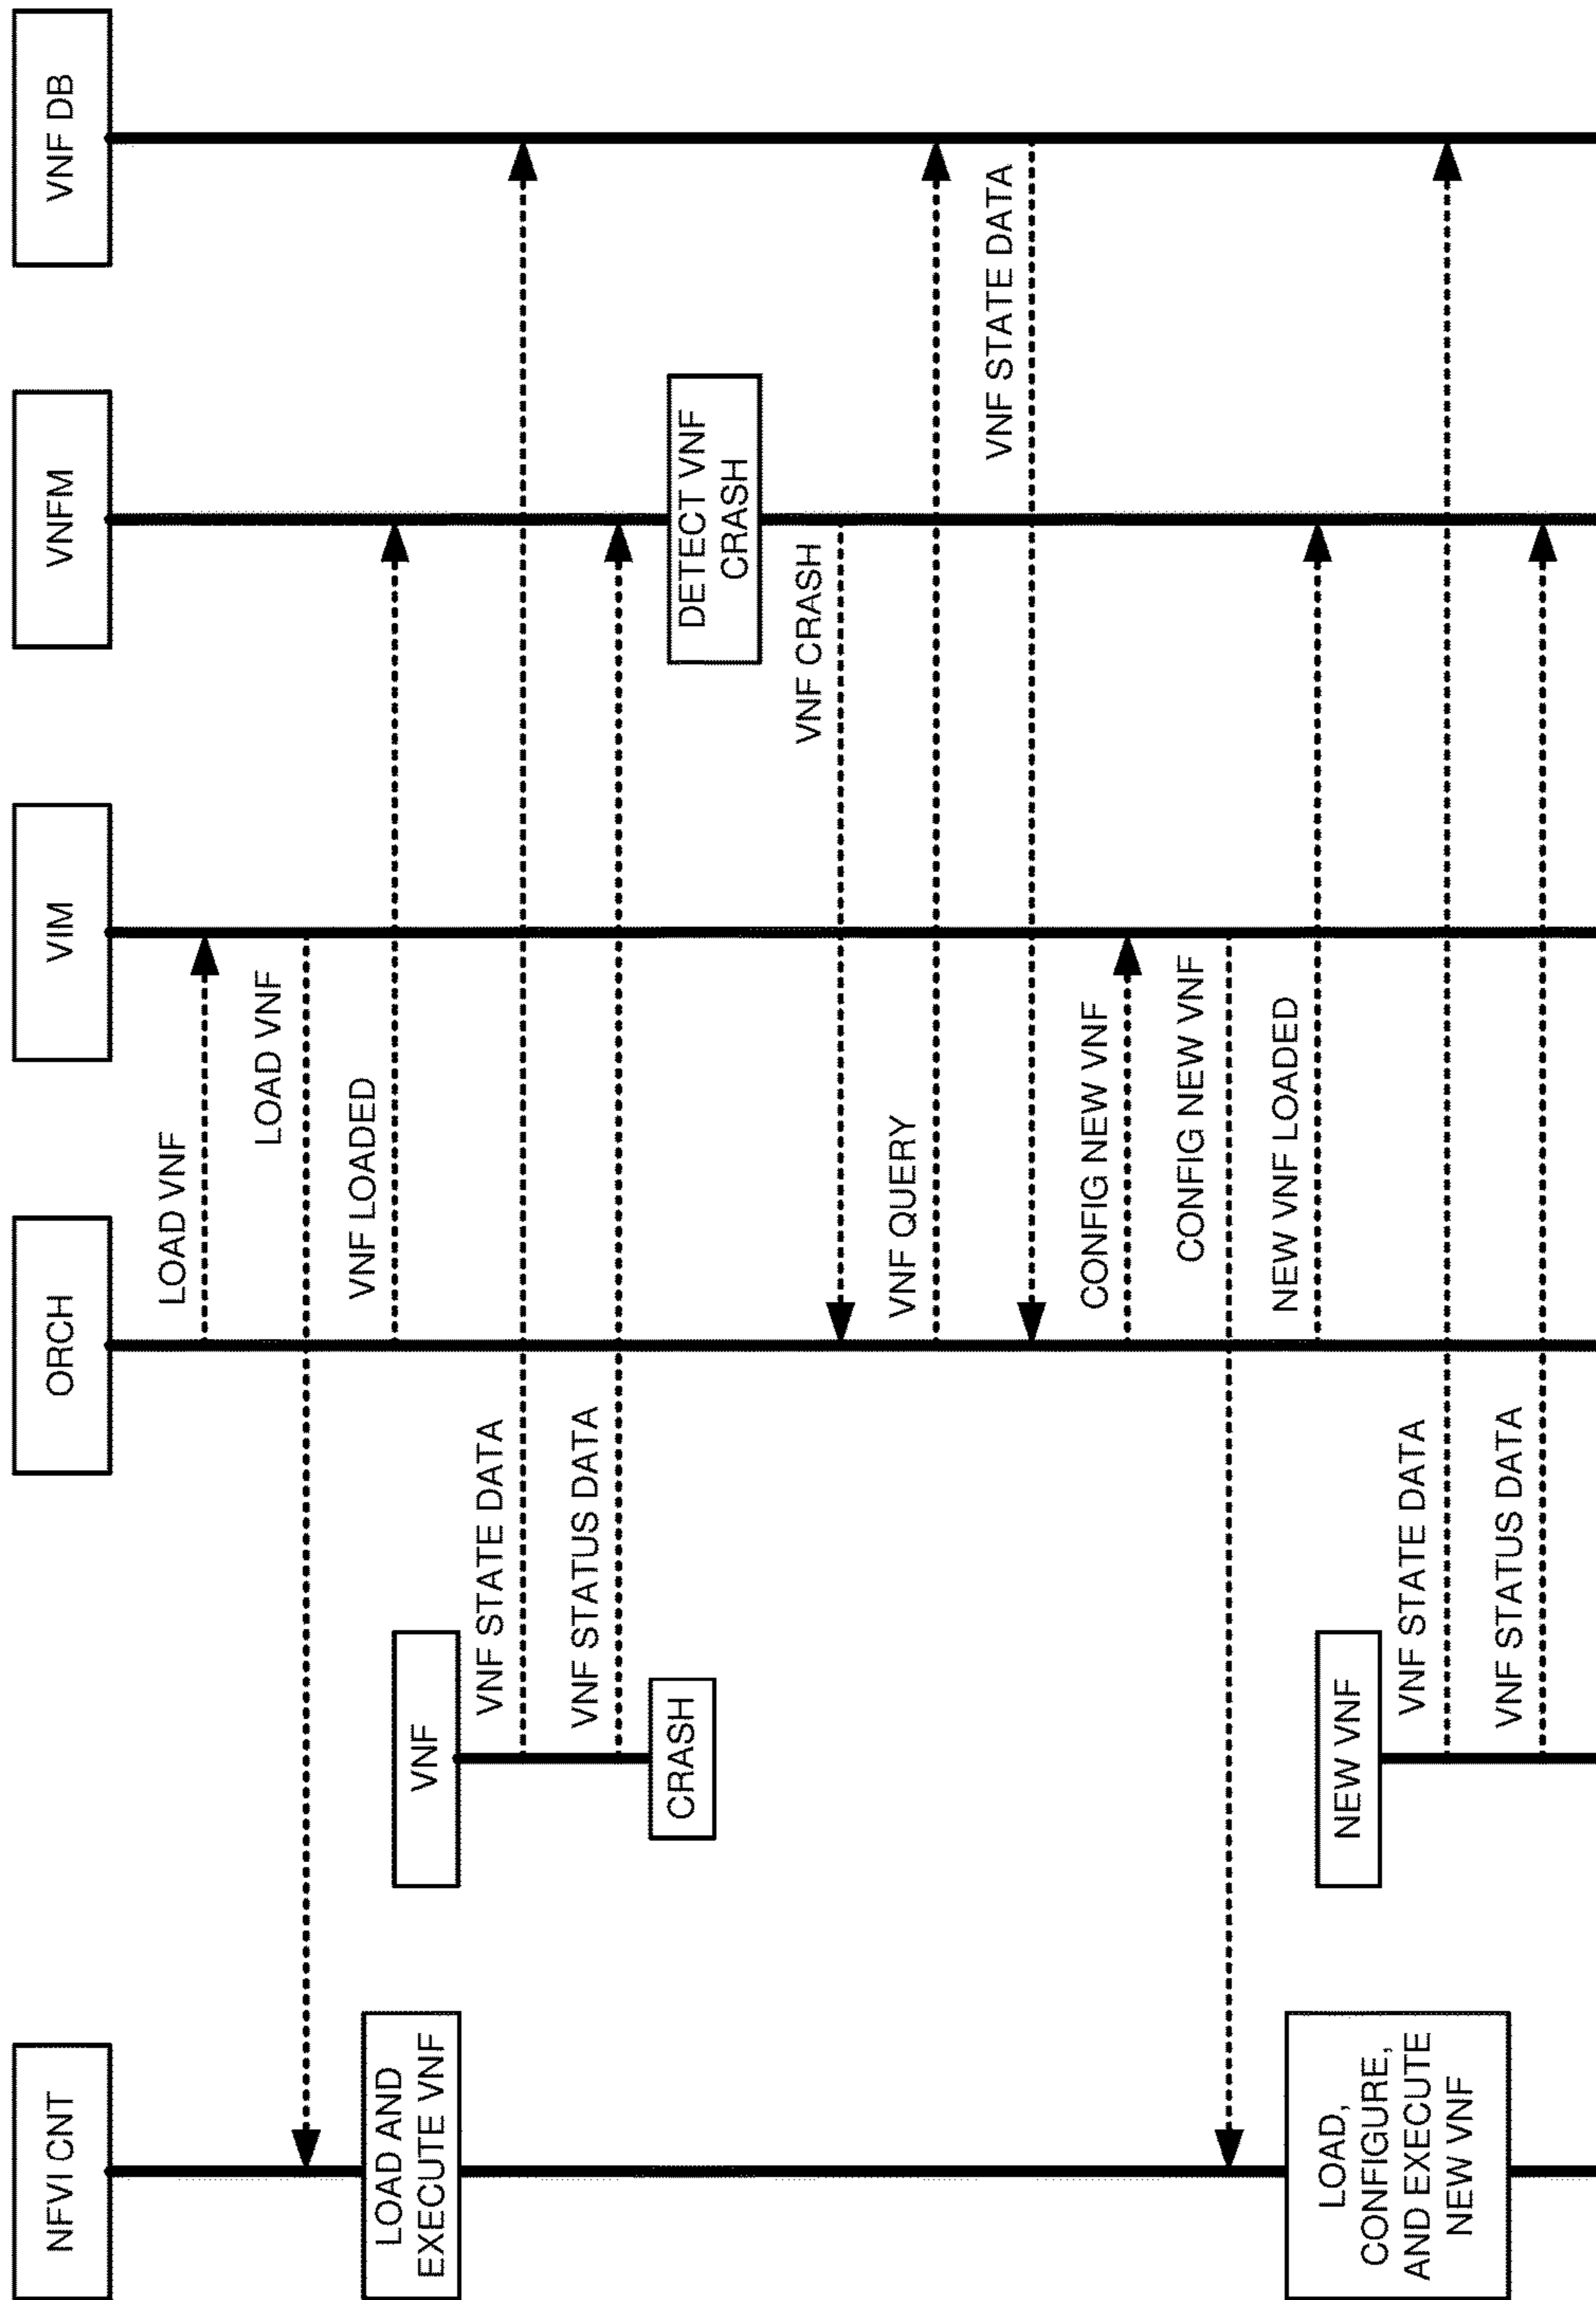 NFVI CNT
ORCH
VIM
VNFM
VNF DB
LOAD VNF
LOAD VNF
LOAD AND
EXECUTE VNF
VNF LOADED
VNF
VNF STATE DATA
VNF STATUS DATA
CRASH
DETECT VNF
CRASH
VNF CRASH
VNF QUERY
VNF STATE DATA
CONFIG NEW VNF
CONFIG NEW VNF
NEW VNF LOADED
LOAD,
CONFIGURE,
AND EXECUTE
NEW VNF
NEW VNF
VNF STATE DATA
VNF STATUS DATA